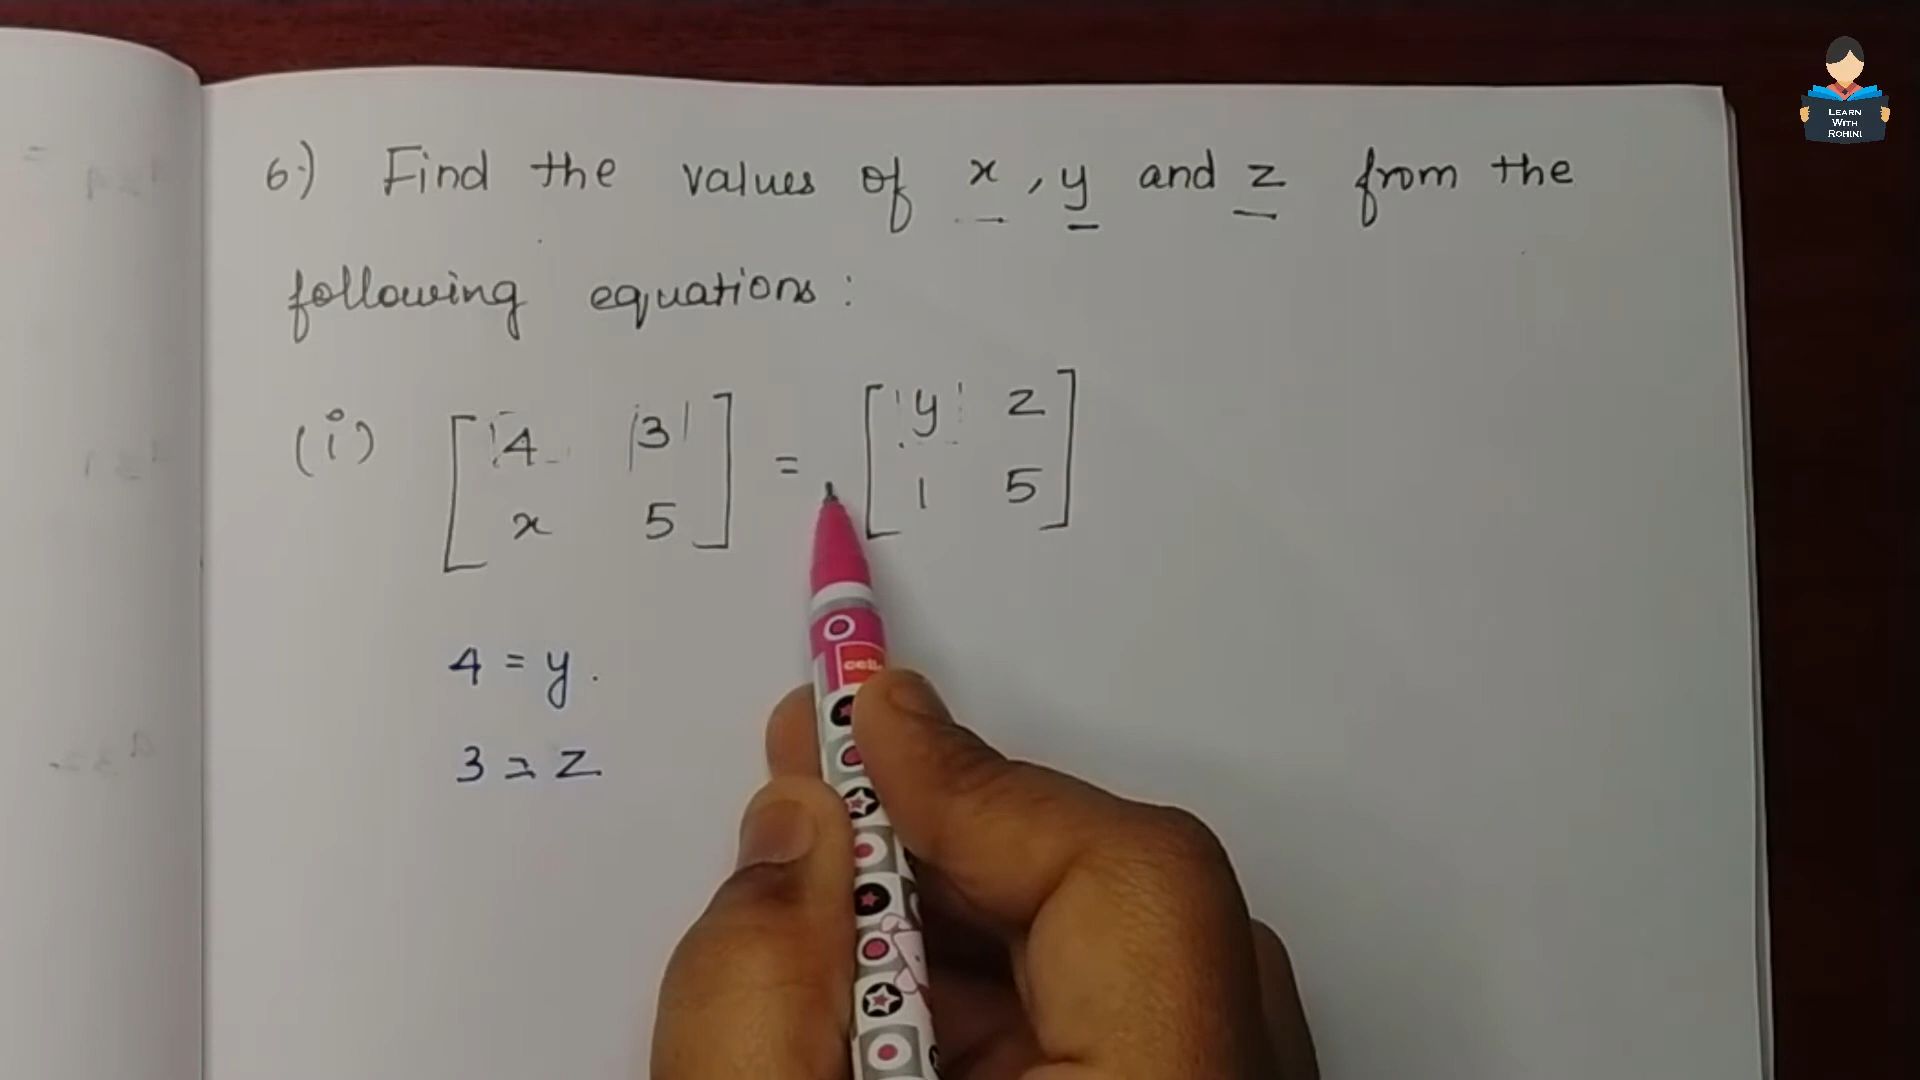 6.) Find the values of x, y and z from the
following equations:
(i) [ 4 3 ] = [ y z ]
[ x 5 ] [ 1 5 ]
4 = y.
3 = z
cell
LEARN
WITH
ROHINI